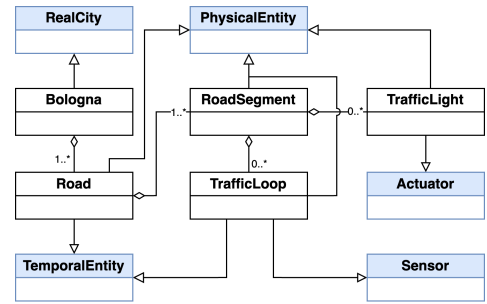 RealCity
PhysicalEntity
Bologna
RoadSegment
TrafficLight
1..*
0..*
1..*
0..*
Road
TrafficLoop
Actuator
TemporalEntity
Sensor